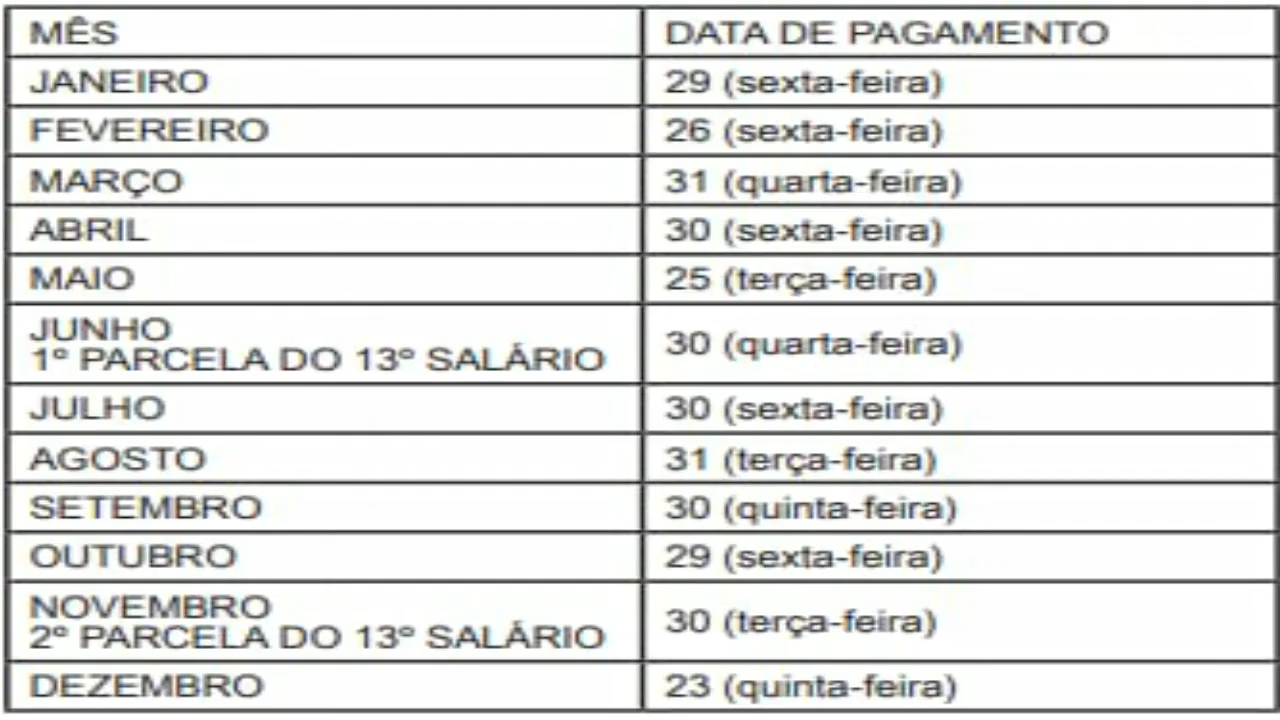 MÊS DATA DE PAGAMENTO
JANEIRO 29 (sexta-feira)
FEVEREIRO 26 (sexta-feira)
MARÇO 31 (quarta-feira)
ABRIL 30 (sexta-feira)
MAIO 25 (terça-feira)
JUNHO
1º PARCELA DO 13º SALÁRIO 30 (quarta-feira)
JULHO 30 (sexta-feira)
AGOSTO 31 (terça-feira)
SETEMBRO 30 (quinta-feira)
OUTUBRO 29 (sexta-feira)
NOVEMBRO
2º PARCELA DO 13º SALÁRIO 30 (terça-feira)
DEZEMBRO 23 (quinta-feira)